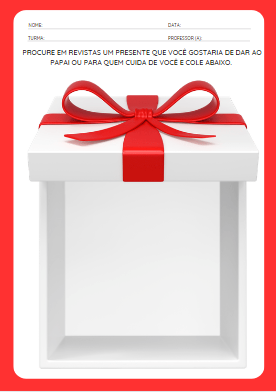 NOME: DATA:
TURMA: PROFESSOR (A):
PROCURE EM REVISTAS UM PRESENTE QUE VOCÊ GOSTARIA DE DAR AO
PAPAI OU PARA QUEM CUIDA DE VOCÊ E COLE ABAIXO.